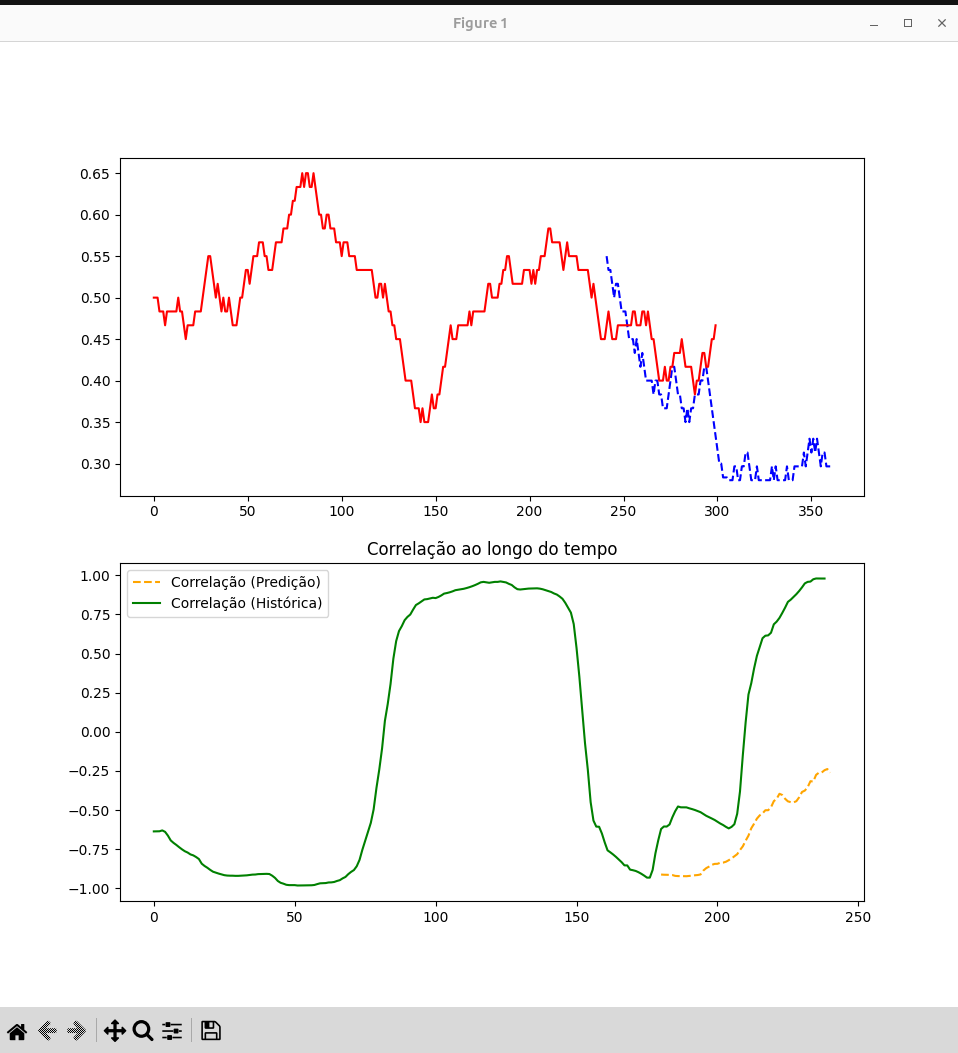 Figure 1
0.65
0.60
0.55
0.50
0.45
0.40
0.35
0.30
0 50 100 150 200 250 300 350
Correlação ao longo do tempo
1.00
0.75
0.50
0.25
0.00
−0.25
−0.50
−0.75
−1.00
Correlação (Predição)
Correlação (Histórica)
0 50 100 150 200 250